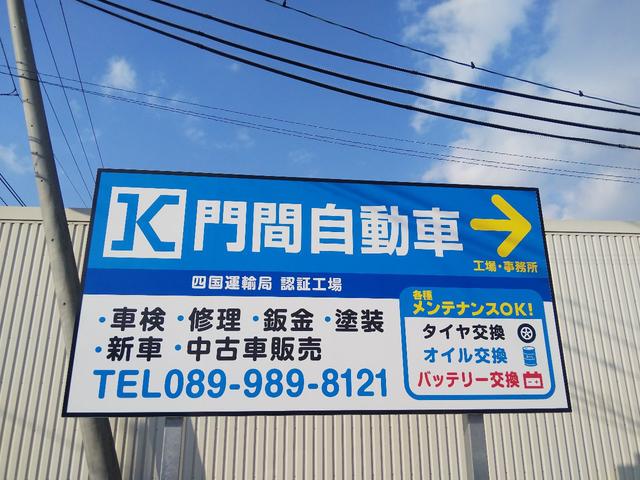 K 門間自動車
工場・事務所
四国運輸局 認証工場
・車検 ・修理 ・鈑金 ・塗装
・新車 ・中古車販売
TEL089-989-8121
各種
メンテナンスOK!
タイヤ交換
オイル交換
バッテリー交換